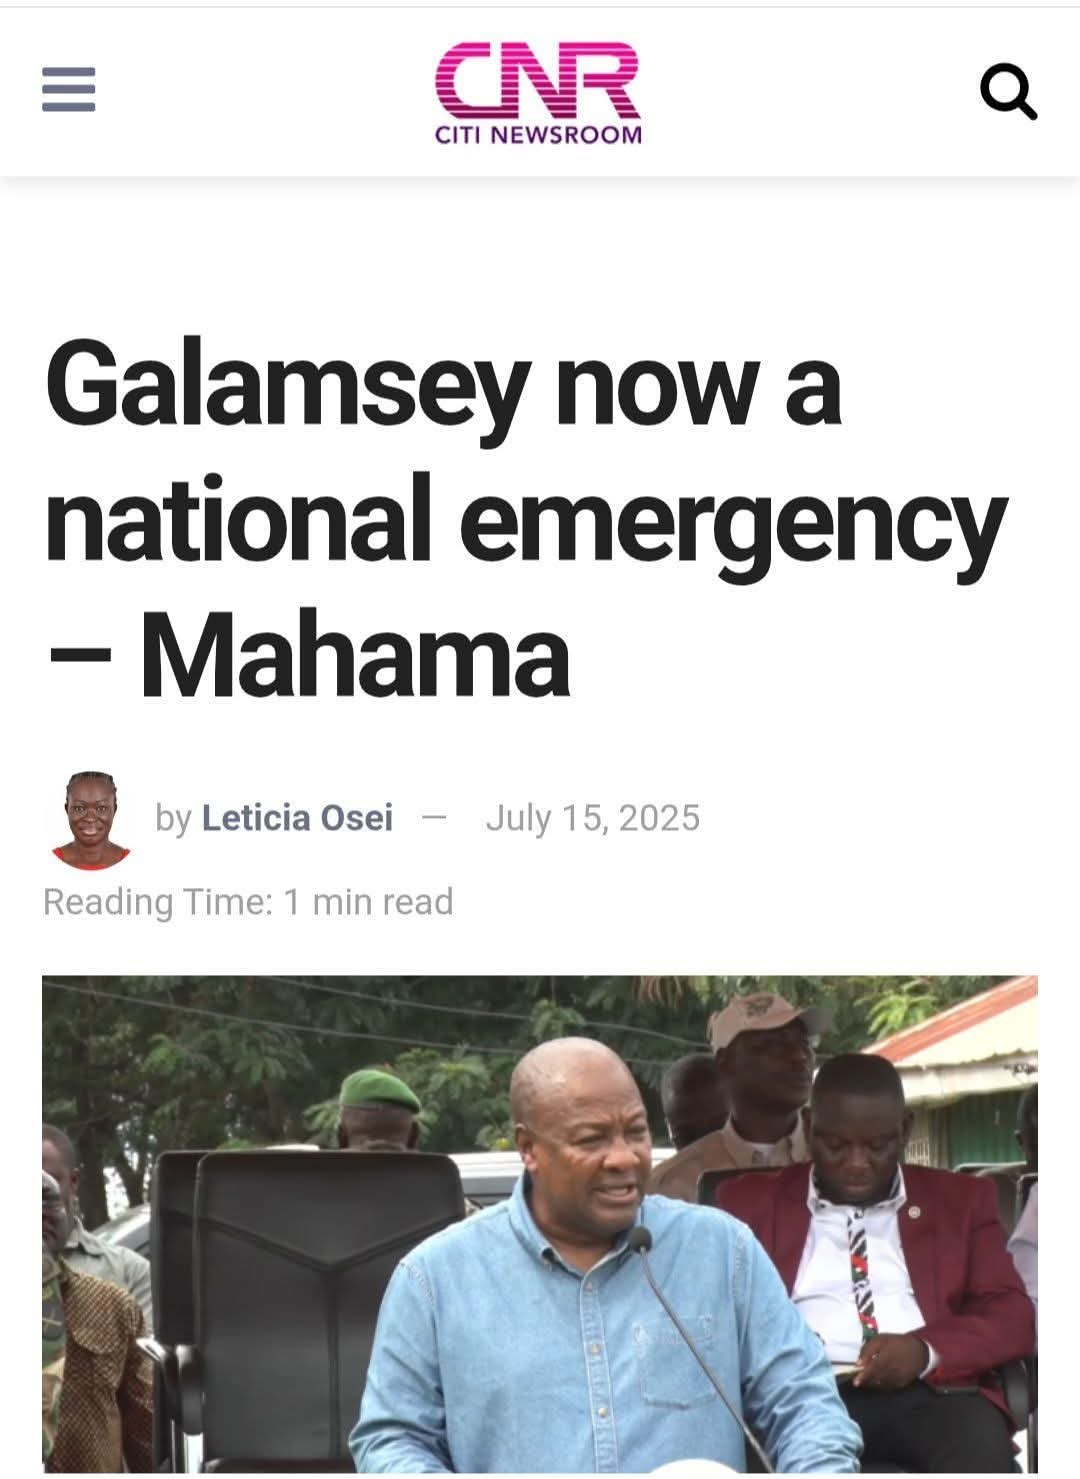 CNR
CITI NEWSROOM
Galamsey now a
national emergency
– Mahama
by Leticia Osei — July 15, 2025
Reading Time: 1 min read